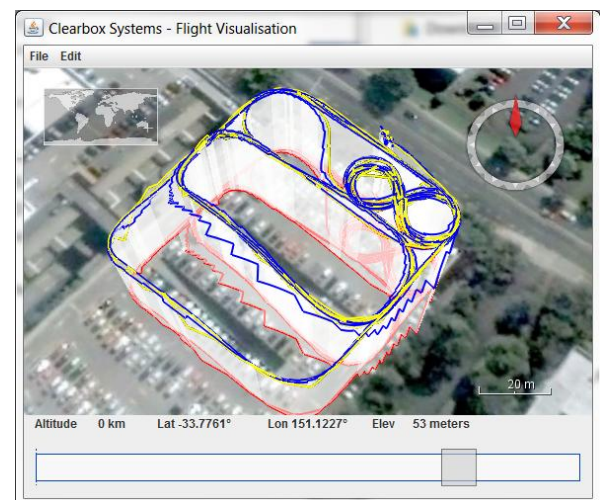 Clearbox Systems - Flight Visualisation
File Edit
20 m
Altitude 0 km Lat -33.7761° Lon 151.1227° Elev 53 meters